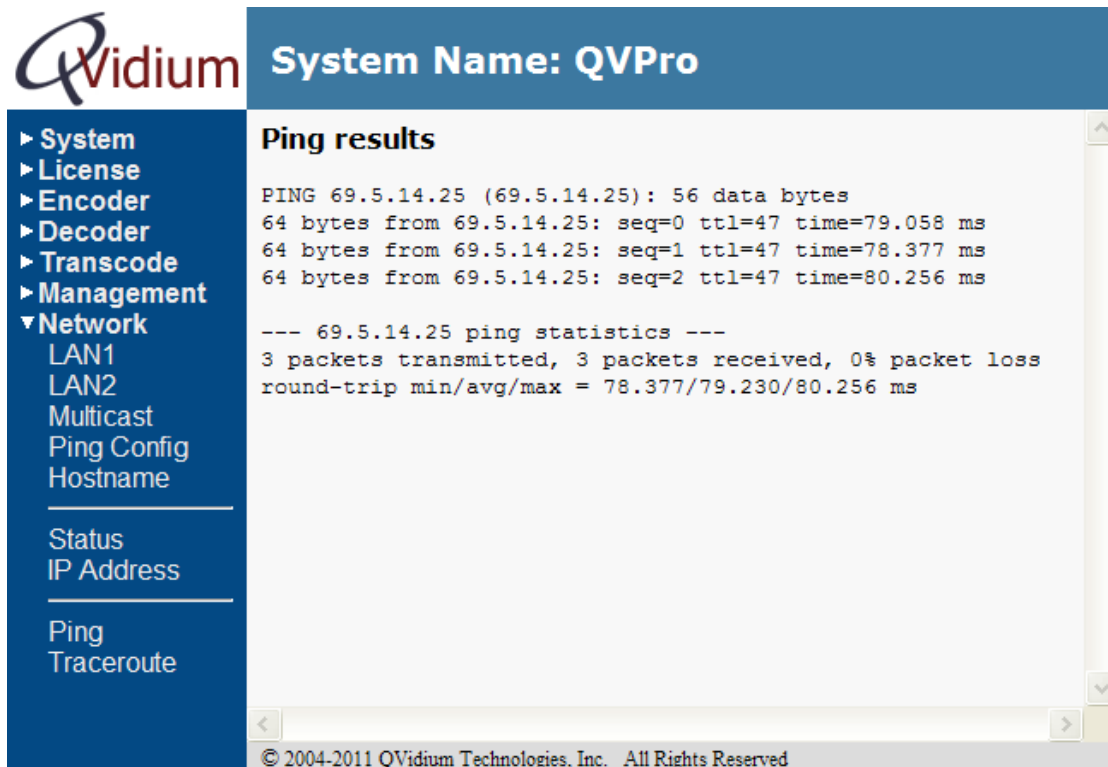 QVidium
System Name: QVPro
System
License
Encoder
Decoder
Transcode
Management
Network
LAN1
LAN2
Multicast
Ping Config
Hostname
Status
IP Address
Ping
Traceroute
Ping results
PING 69.5.14.25 (69.5.14.25): 56 data bytes
64 bytes from 69.5.14.25: seq=0 ttl=47 time=79.058 ms
64 bytes from 69.5.14.25: seq=1 ttl=47 time=78.377 ms
64 bytes from 69.5.14.25: seq=2 ttl=47 time=80.256 ms
--- 69.5.14.25 ping statistics ---
3 packets transmitted, 3 packets received, 0% packet loss
round-trip min/avg/max = 78.377/79.230/80.256 ms
© 2004-2011 QVidium Technologies, Inc. All Rights Reserved